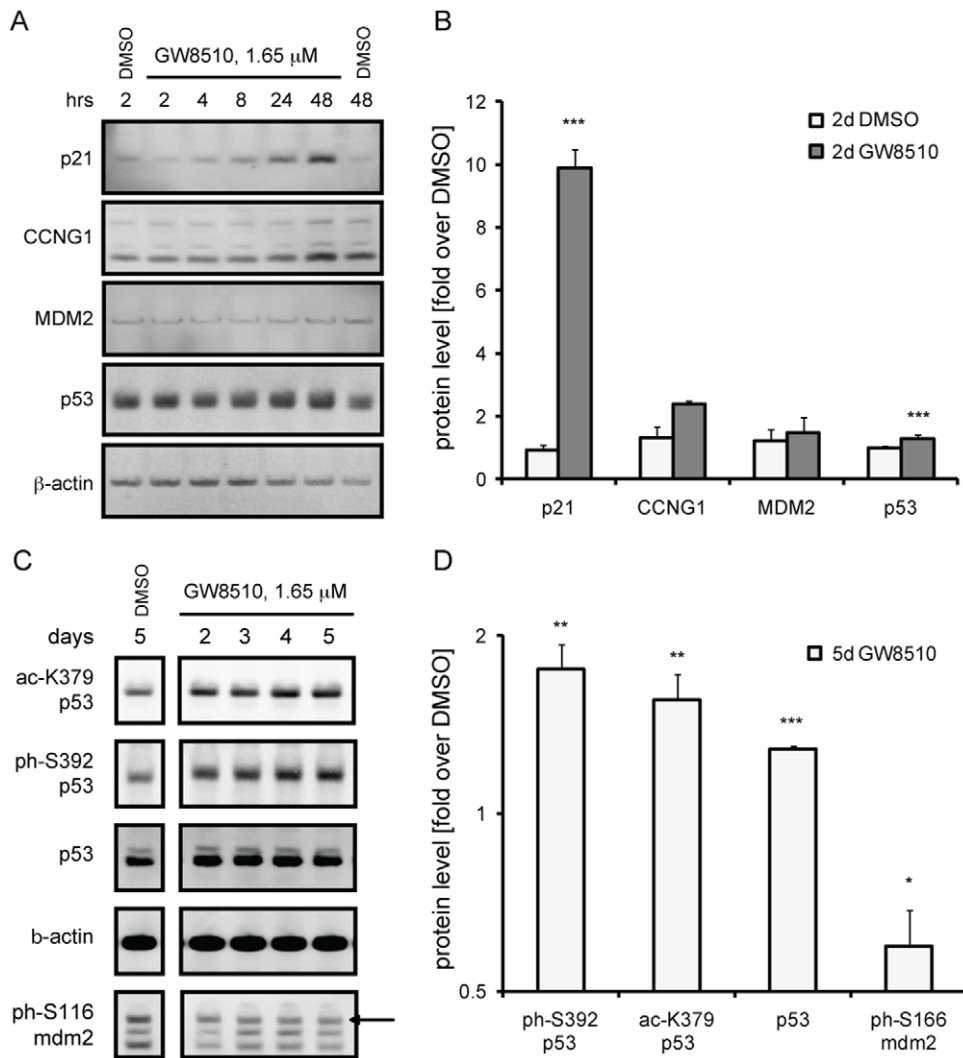 A
DMSO
GW8510, 1.65 μM
DMSO
hrs 2 2 4 8 24 48 48
p21
CCNG1
MDM2
p53
β-actin
B
protein level [fold over DMSO]
12
10
8
6
4
2
0
***
***
2d DMSO
2d GW8510
p21 CCNG1 MDM2 p53
C
DMSO
GW8510, 1.65 μM
days 5 2 3 4 5
ac-K379
p53
ph-S392
p53
p53
b-actin
ph-S116
mdm2
D
protein level [fold over DMSO]
2
1
0.5
**
**
***
*
5d GW8510
ph-S392 ac-K379 p53 ph-S166
p53 p53 mdm2